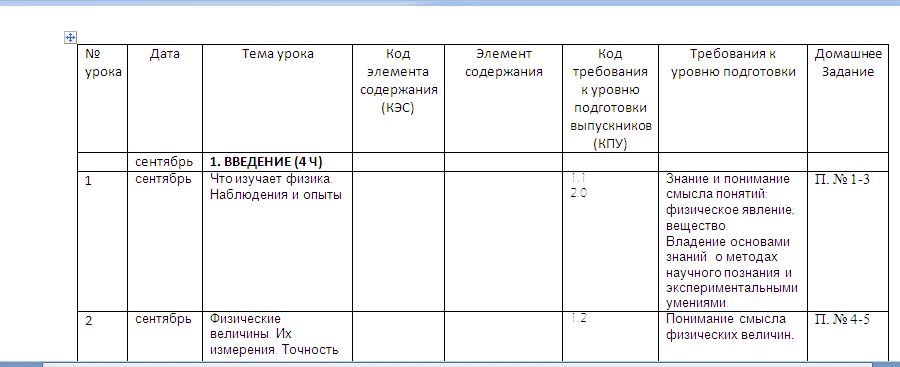 № урока
Дата
Тема урока
Код элемента содержания (КЭС)
Элемент содержания
Код требования к уровню подготовки выпускников (КПУ)
Требования к уровню подготовки
Домашнее Задание
сентябрь
1. ВВЕДЕНИЕ (4 Ч)
1
сентябрь
Что изучает физика.
Наблюдения и опыты
1.1
2.0
Знание и понимание
смысла понятий:
физическое явление,
вещество.
Владение основами
знаний о методах
научного познания и
экспериментальными
умениями.
П. № 1-3
2
сентябрь
Физические
величины. Их
измерения. Точность
1.2
Понимание смысла
физических величин.
П. № 4-5